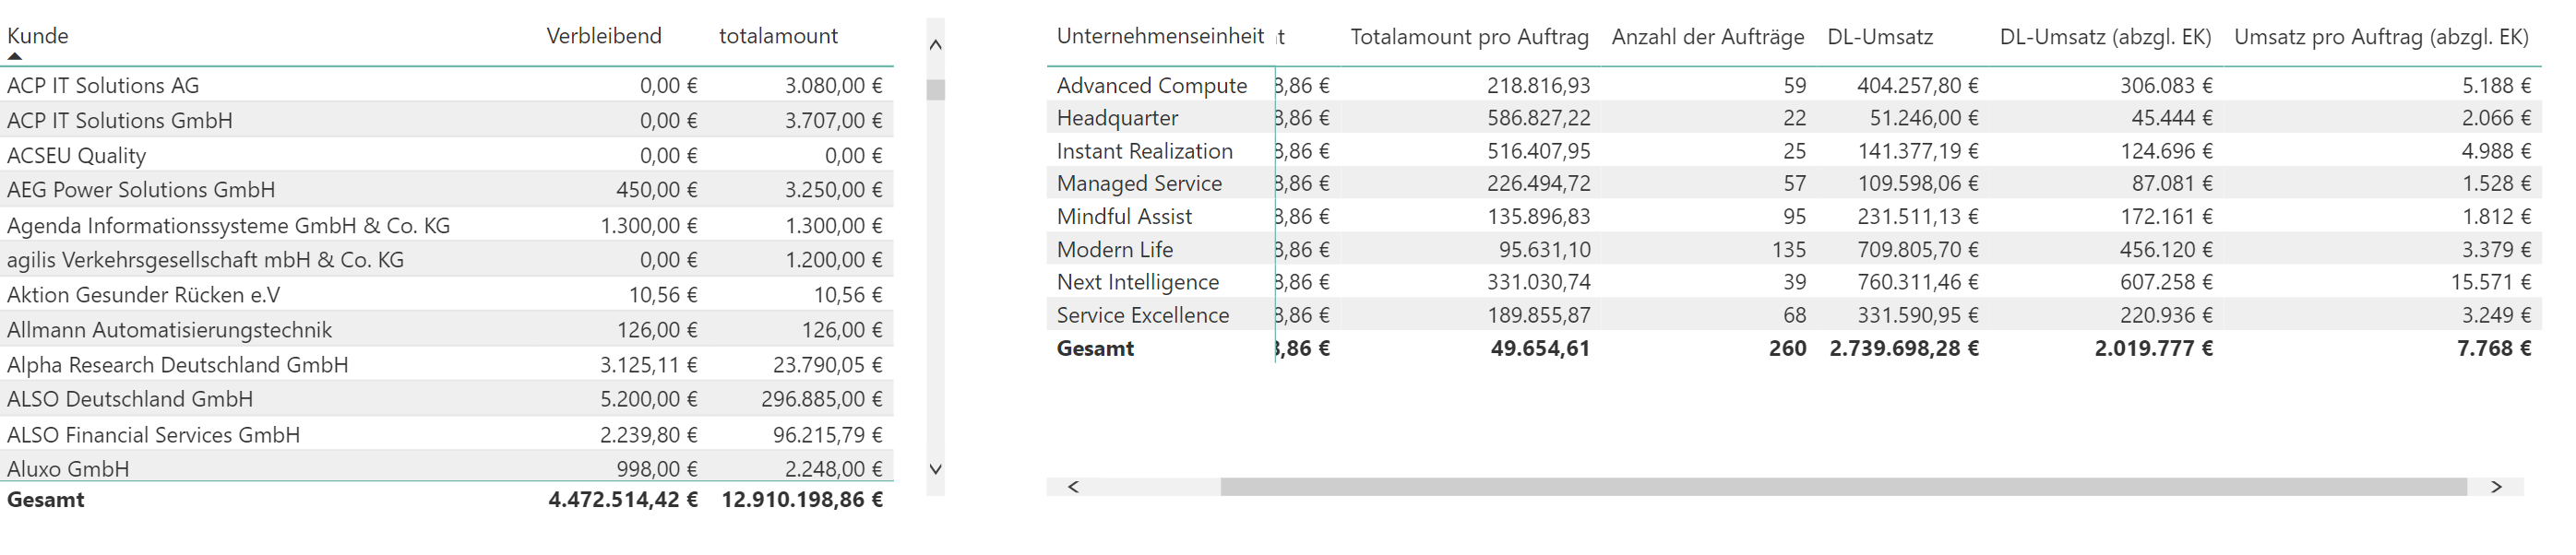 Kunde Verbleibend totalamount
ACP IT Solutions AG 0,00 € 3.080,00 €
ACP IT Solutions GmbH 0,00 € 3.707,00 €
ACSEU Quality 0,00 € 0,00 €
AEG Power Solutions GmbH 450,00 € 3.250,00 €
Agenda Informationssysteme GmbH & Co. KG 1.300,00 € 1.300,00 €
agilis Verkehrsgesellschaft mbH & Co. KG 0,00 € 1.200,00 €
Aktion Gesunder Rücken e.V 10,56 € 10,56 €
Allmann Automatisierungstechnik 126,00 € 126,00 €
Alpha Research Deutschland GmbH 3.125,11 € 23.790,05 €
ALSO Deutschland GmbH 5.200,00 € 296.885,00 €
ALSO Financial Services GmbH 2.239,80 € 96.215,79 €
Aluxo GmbH 998,00 € 2.248,00 €
Gesamt 4.472.514,42 € 12.910.198,86 €
Unternehmenseinheit t Totalamount pro Auftrag Anzahl der Aufträge DL-Umsatz DL-Umsatz (abzgl. EK) Umsatz pro Auftrag (abzgl. EK)
Advanced Compute 8,86 € 218.816,93 59 404.257,80 € 306.083 € 5.188 €
Headquarter 8,86 € 586.827,22 22 51.246,00 € 45.444 € 2.066 €
Instant Realization 8,86 € 516.407,95 25 141.377,19 € 124.696 € 4.988 €
Managed Service 8,86 € 226.494,72 57 109.598,06 € 87.081 € 1.528 €
Mindful Assist 8,86 € 135.896,83 95 231.511,13 € 172.161 € 1.812 €
Modern Life 8,86 € 95.631,10 135 709.805,70 € 456.120 € 3.379 €
Next Intelligence 8,86 € 331.030,74 39 760.311,46 € 607.258 € 15.571 €
Service Excellence 8,86 € 189.855,87 68 331.590,95 € 220.936 € 3.249 €
Gesamt 8,86 € 49.654,61 260 2.739.698,28 € 2.019.777 € 7.768 €